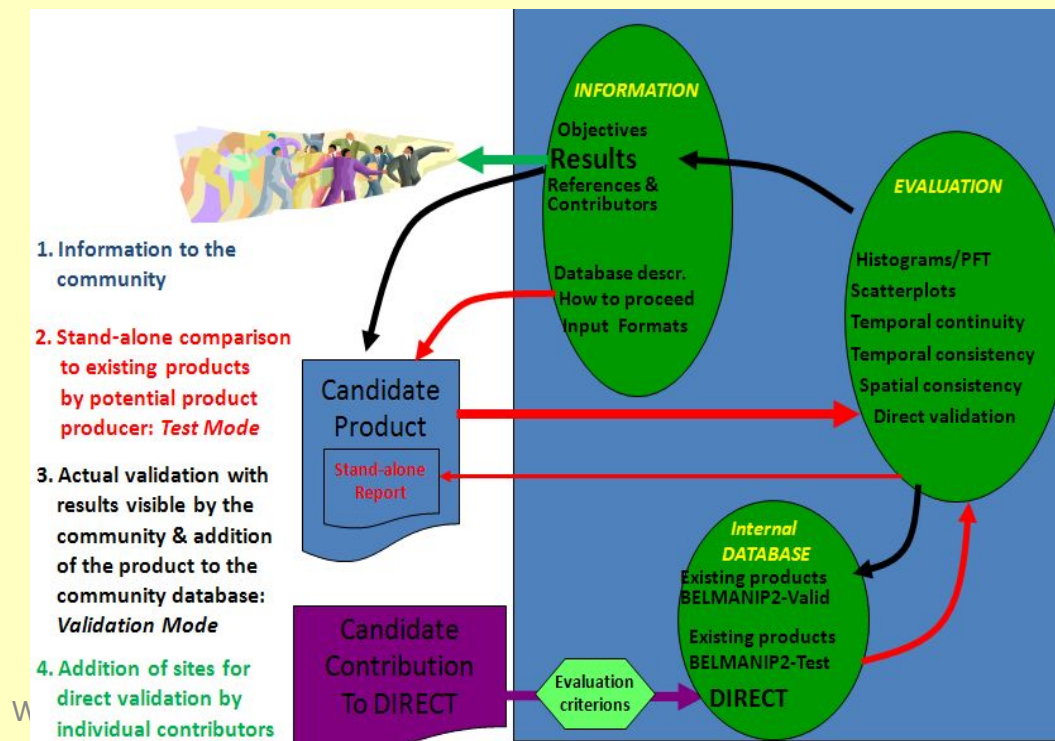 1. Information to the
community
2. Stand-alone comparison
to existing products
by potential product
producer: Test Mode
3. Actual validation with
results visible by the
community & addition
of the product to the
community database:
Validation Mode
4. Addition of sites for
direct validation by
individual contributors
INFORMATION
Objectives
Results
References &
Contributors
Database descr.
How to proceed
Input Formats
EVALUATION
Histograms/PFT
Scatterplots
Temporal continuity
Temporal consistency
Spatial consistency
Direct validation
Candidate
Product
Stand-alone
Report
Internal
DATABASE
Existing products
BELMANIP2-Valid
Existing products
BELMANIP2-Test
DIRECT
Candidate
Contribution
To DIRECT
Evaluation
criterions